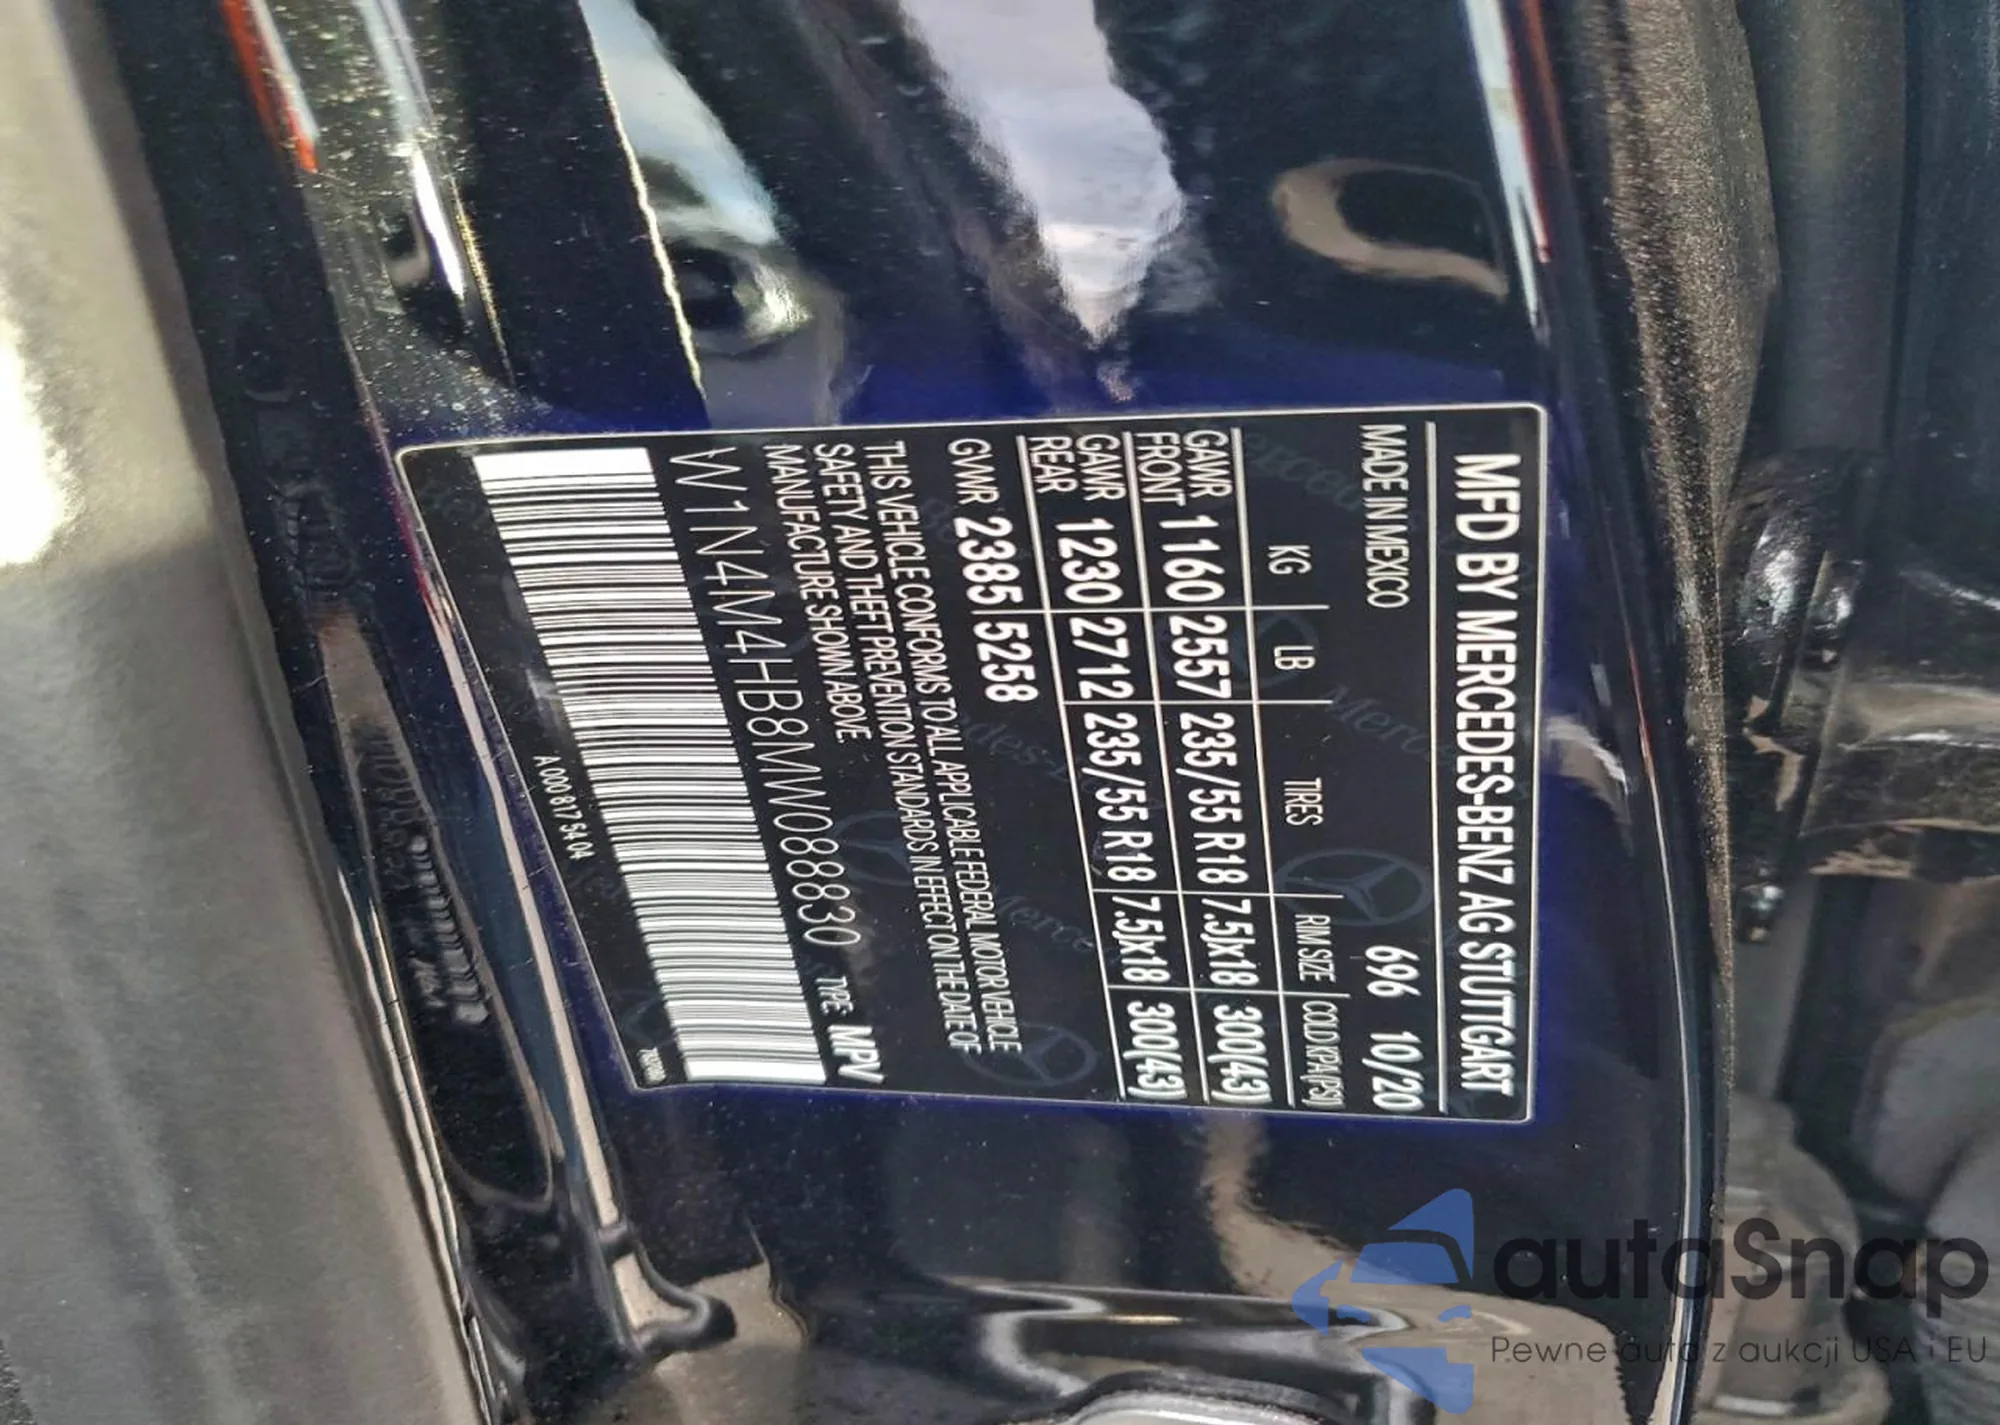 MFD BY MERCEDES-BENZ AG STUTTGART
MADE IN MEXICO 696 10/20
KG LB TIRES RIM SIZE COLD KPA(PSI)
GAWR FRONT 1160 2557 235/55 R18 7.5Jx18 300(43)
GAWR REAR 1230 2712 235/55 R18 7.5Jx18 300(43)
GVWR 2385 5258
THIS VEHICLE CONFORMS TO ALL APPLICABLE FEDERAL MOTOR VEHICLE
SAFETY AND THEFT PREVENTION STANDARDS IN EFFECT ON THE DATE OF
MANUFACTURE SHOWN ABOVE.
W1N4M4HB8MW088830 TYPE: MPV
A 000 817 54 04
autaSnap
Pewne auta z aukcji USA i EU